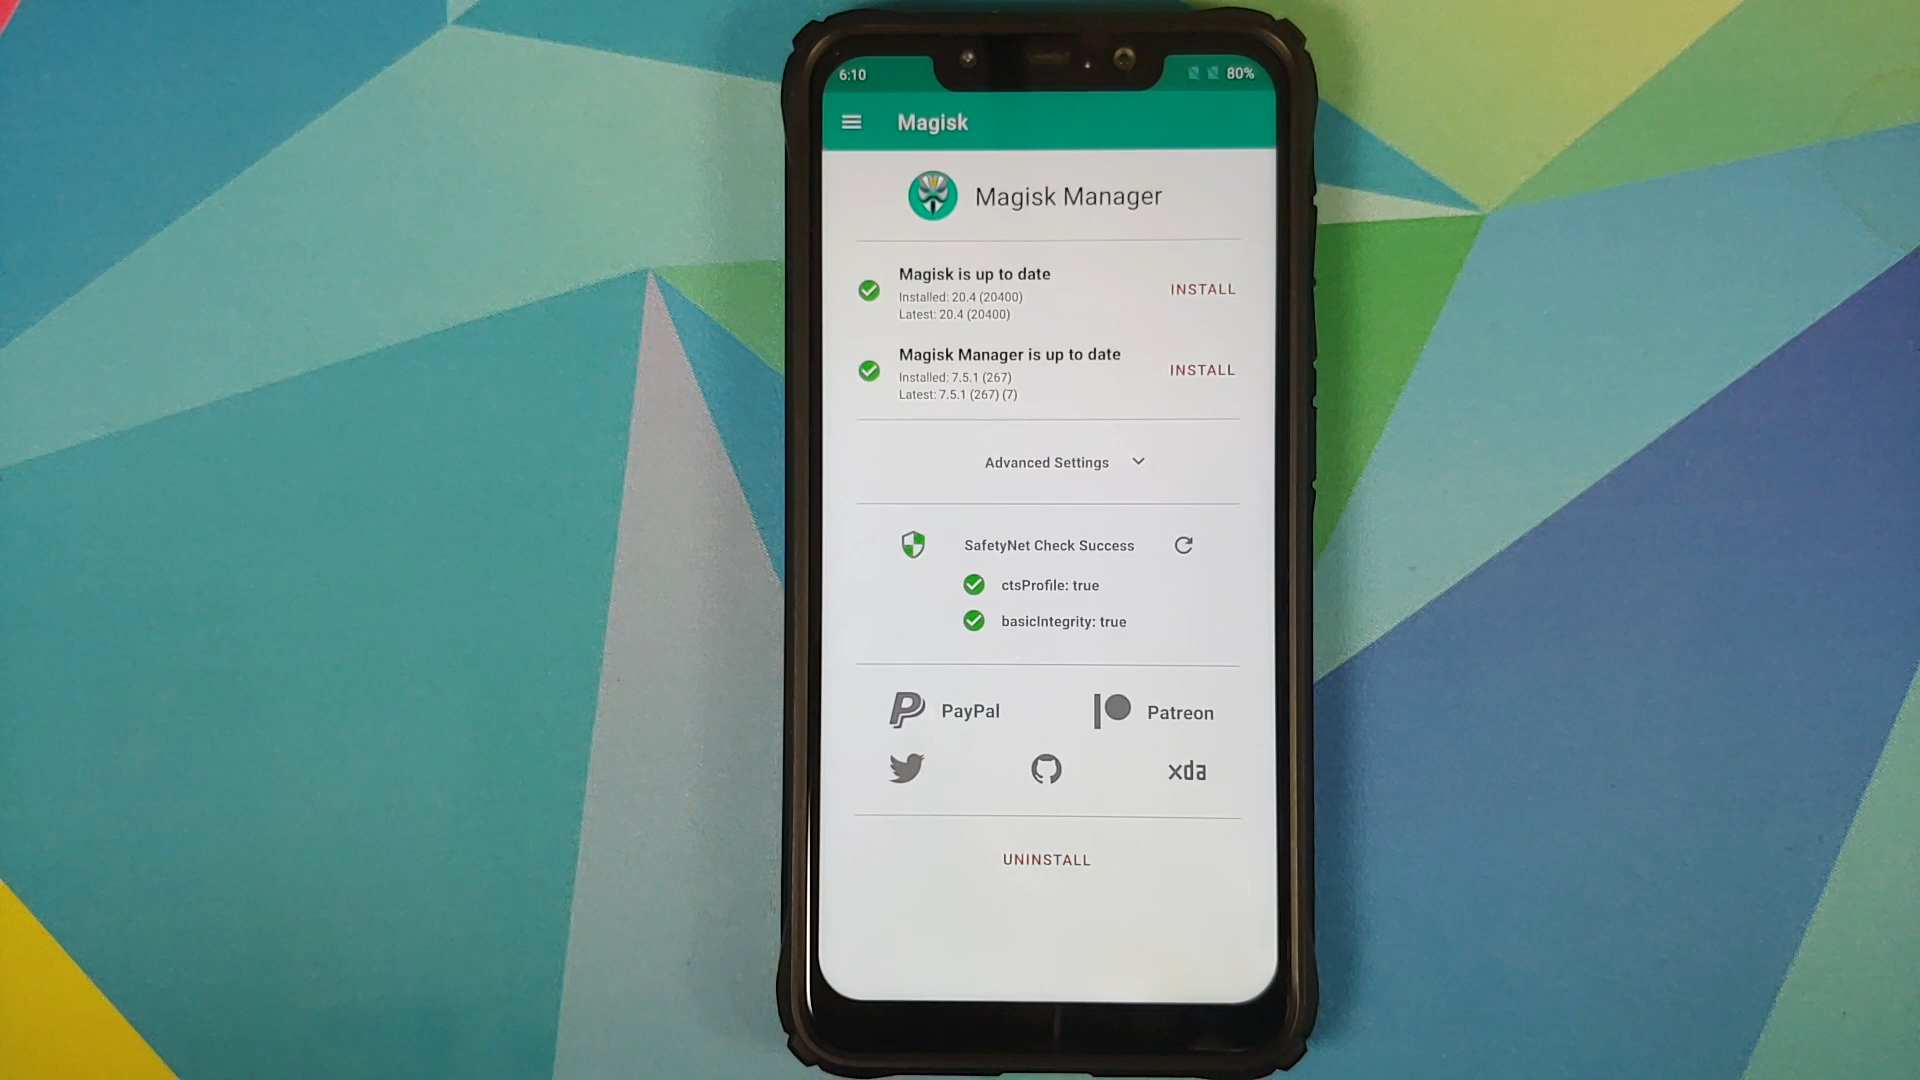 6:10
80%
Magisk
Magisk Manager
Magisk is up to date
INSTALL
Installed: 20.4 (20400)
Latest: 20.4 (20400)
Magisk Manager is up to date
INSTALL
Installed: 7.5.1 (267)
Latest: 7.5.1 (267) (7)
Advanced Settings
SafetyNet Check Success
ctsProfile: true
basicIntegrity: true
PayPal
Patreon
xda
UNINSTALL